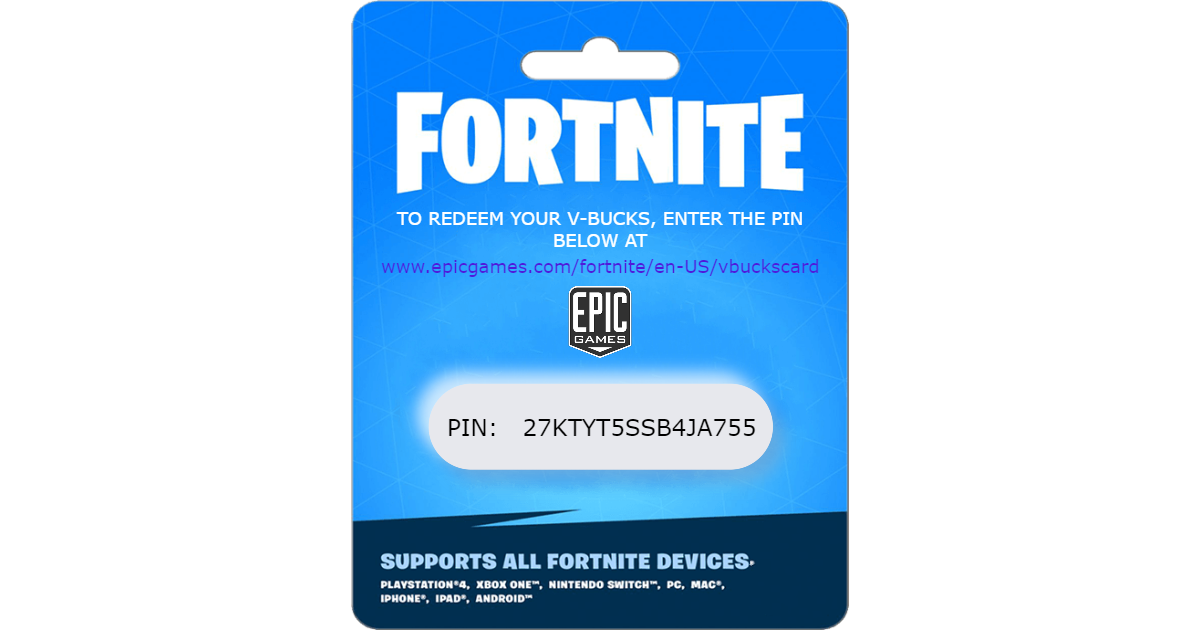 FORTNITE
TO REDEEM YOUR V-BUCKS, ENTER THE PIN
BELOW AT
www.epicgames.com/fortnite/en-US/vbuckscard
EPIC
GAMES
PIN: 27KTYT5SSB4JA755
SUPPORTS ALL FORTNITE DEVICES*
PLAYSTATION®4, XBOX ONE™, NINTENDO SWITCH™, PC, MAC®,
IPHONE®, IPAD®, ANDROID™